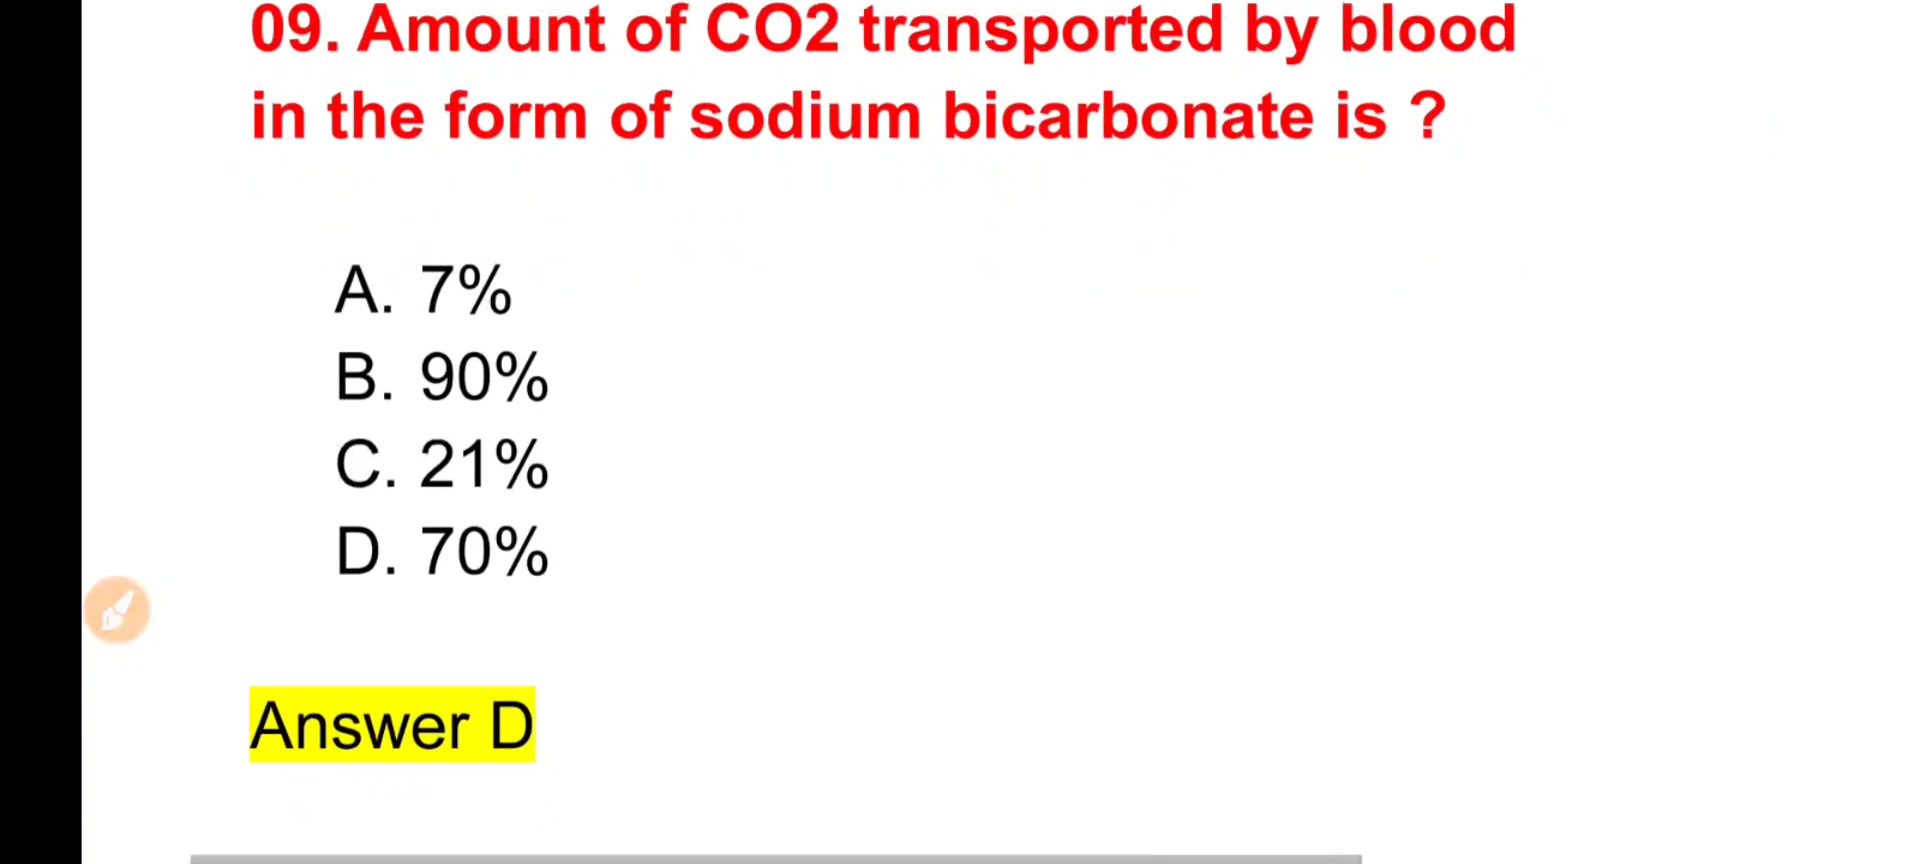 09. Amount of CO2 transported by blood
in the form of sodium bicarbonate is ?
A. 7%
B. 90%
C. 21%
D. 70%
Answer D